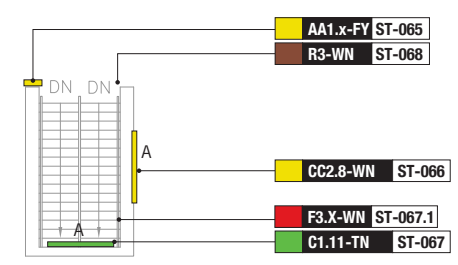 AA1.x-FY ST-065
R3-WN ST-068
DN DN
A
CC2.8-WN ST-066
F3.X-WN ST-067.1
A
C1.11-TN ST-067